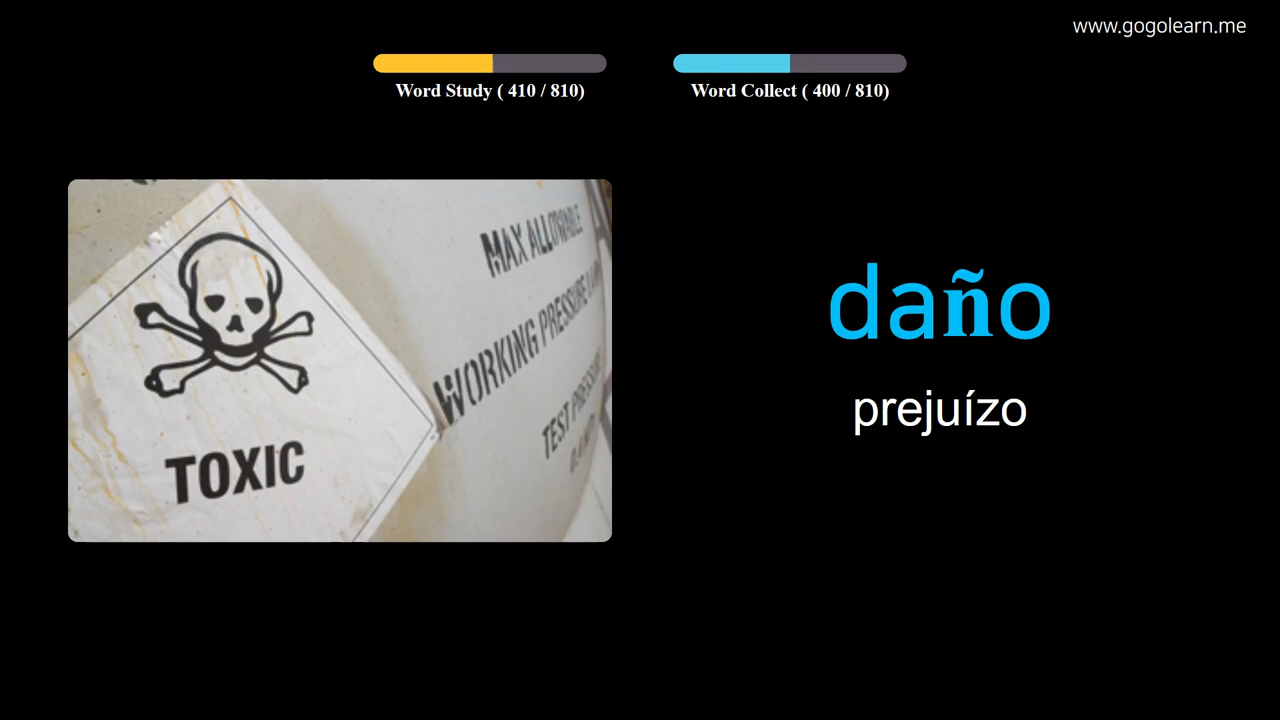 www.gogolearn.me
Word Study ( 410 / 810)
Word Collect ( 400 / 810)
MAX ALLOWABLE
WORKING PRESSURE
TEST PRESSURE
TOXIC
daño
prejuízo